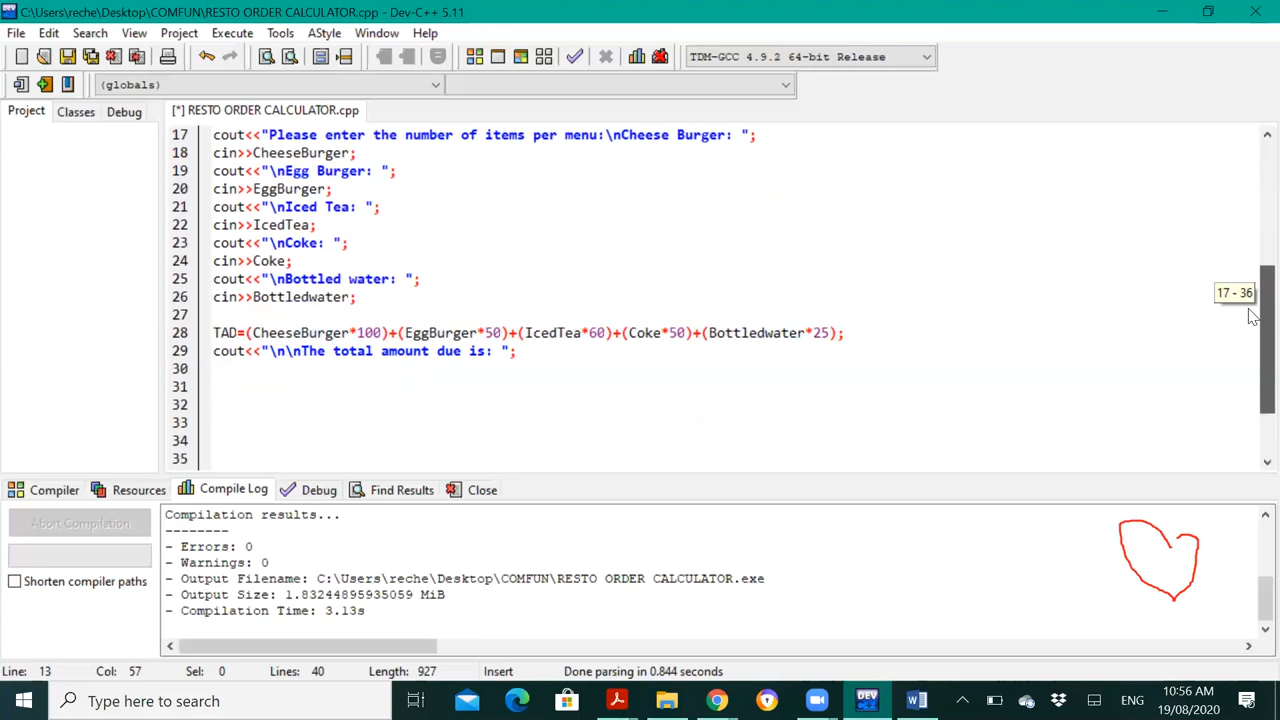 C:\Users\reche\Desktop\COMFUN\RESTO ORDER CALCULATOR.cpp - Dev-C++ 5.11
File Edit Search View Project Execute Tools AStyle Window Help
TDM-GCC 4.9.2 64-bit Release
(globals)
Project Classes Debug [*] RESTO ORDER CALCULATOR.cpp
17 cout<<"Please enter the number of items per menu:\nCheese Burger: ";
18 cin>>CheeseBurger;
19 cout<<"\nEgg Burger: ";
20 cin>>EggBurger;
21 cout<<"\nIced Tea: ";
22 cin>>IcedTea;
23 cout<<"\nCoke: ";
24 cin>>Coke;
25 cout<<"\nBottled water: ";
26 cin>>Bottledwater;
27
28 TAD=(CheeseBurger*100)+(EggBurger*50)+(IcedTea*60)+(Coke*50)+(Bottledwater*25);
29 cout<<"\n\nThe total amount due is: ";
30
31
32
33
34
35
17 - 36
Compiler Resources Compile Log Debug Find Results Close
Abort Compilation
Shorten compiler paths
Compilation results...
--------
- Errors: 0
- Warnings: 0
- Output Filename: C:\Users\reche\Desktop\COMFUN\RESTO ORDER CALCULATOR.exe
- Output Size: 1.83244895935059 MiB
- Compilation Time: 3.13s
Line: 13 Col: 57 Sel: 0 Lines: 40 Length: 927 Insert Done parsing in 0.844 seconds
Type here to search
DEV
ENG
10:56 AM
19/08/2020